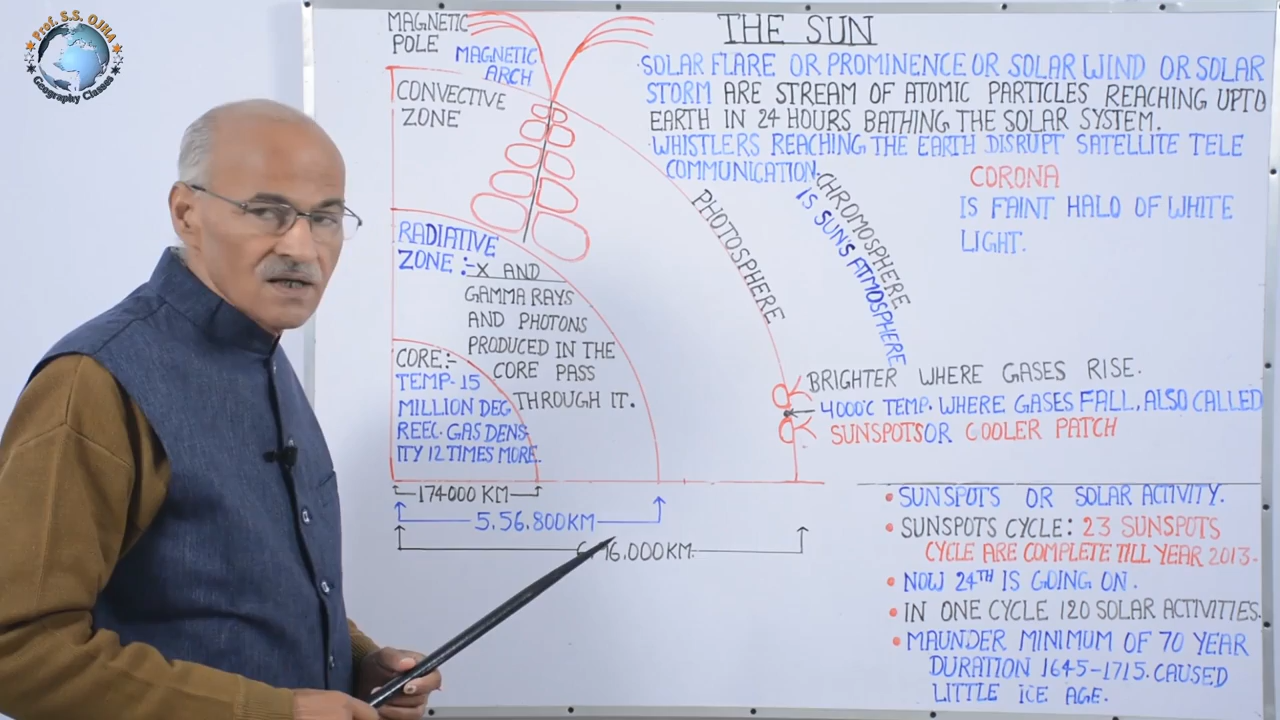 Prof. S.S. OJHA
Geography Classes
THE SUN
MAGNETIC
POLE
MAGNETIC
ARCH
CONVECTIVE
ZONE
RADIATIVE
ZONE :- X AND
GAMMA RAYS
AND PHOTONS
PRODUCED IN THE
CORE PASS
THROUGH IT.
CORE:-
TEMP- 15
MILLION DEG
REEC. GAS DENS
ITY 12 TIMES MORE.
174000 KM
5.56.800KM
96.000KM
SOLAR FLARE OR PROMINENCE OR SOLAR WIND OR SOLAR
STORM ARE STREAM OF ATOMIC PARTICLES REACHING UPTO
EARTH IN 24 HOURS BATHING THE SOLAR SYSTEM.
WHISTLERS REACHING THE EARTH DISRUPT SATELLITE TELE
COMMUNICATION.
PHOTOSPHERE
CHROMOSPHERE
IS SUN'S ATMOSPHERE
CORONA
IS FAINT HALO OF WHITE
LIGHT.
BRIGHTER WHERE GASES RISE.
4000°C TEMP. WHERE GASES FALL, ALSO CALLED
SUNSPOTS OR COOLER PATCH
• SUNSPOTS OR SOLAR ACTIVITY.
• SUNSPOTS CYCLE: 23 SUNSPOTS
CYCLE ARE COMPLETE TILL YEAR 2013.
• NOW 24TH IS GOING ON.
• IN ONE CYCLE 120 SOLAR ACTIVITIES.
• MAUNDER MINIMUM OF 70 YEAR
DURATION 1645-1715. CAUSED
LITTLE ICE AGE.